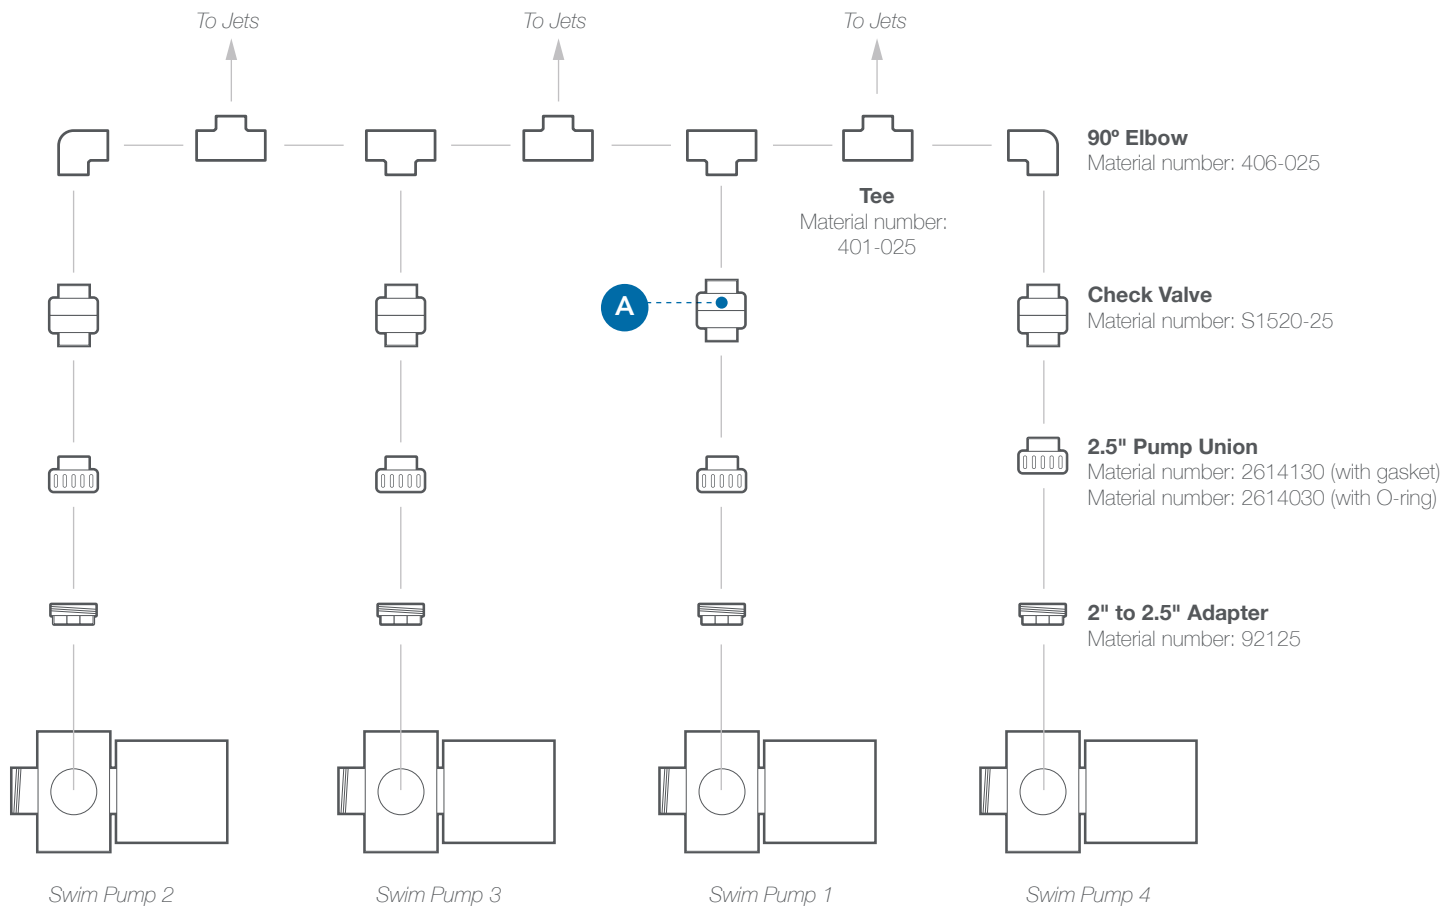 To Jets
To Jets
To Jets
90º Elbow
Material number: 406-025
Tee
Material number:
401-025
A
Check Valve
Material number: S1520-25
2.5" Pump Union
Material number: 2614130 (with gasket)
Material number: 2614030 (with O-ring)
2" to 2.5" Adapter
Material number: 92125
Swim Pump 2
Swim Pump 3
Swim Pump 1
Swim Pump 4